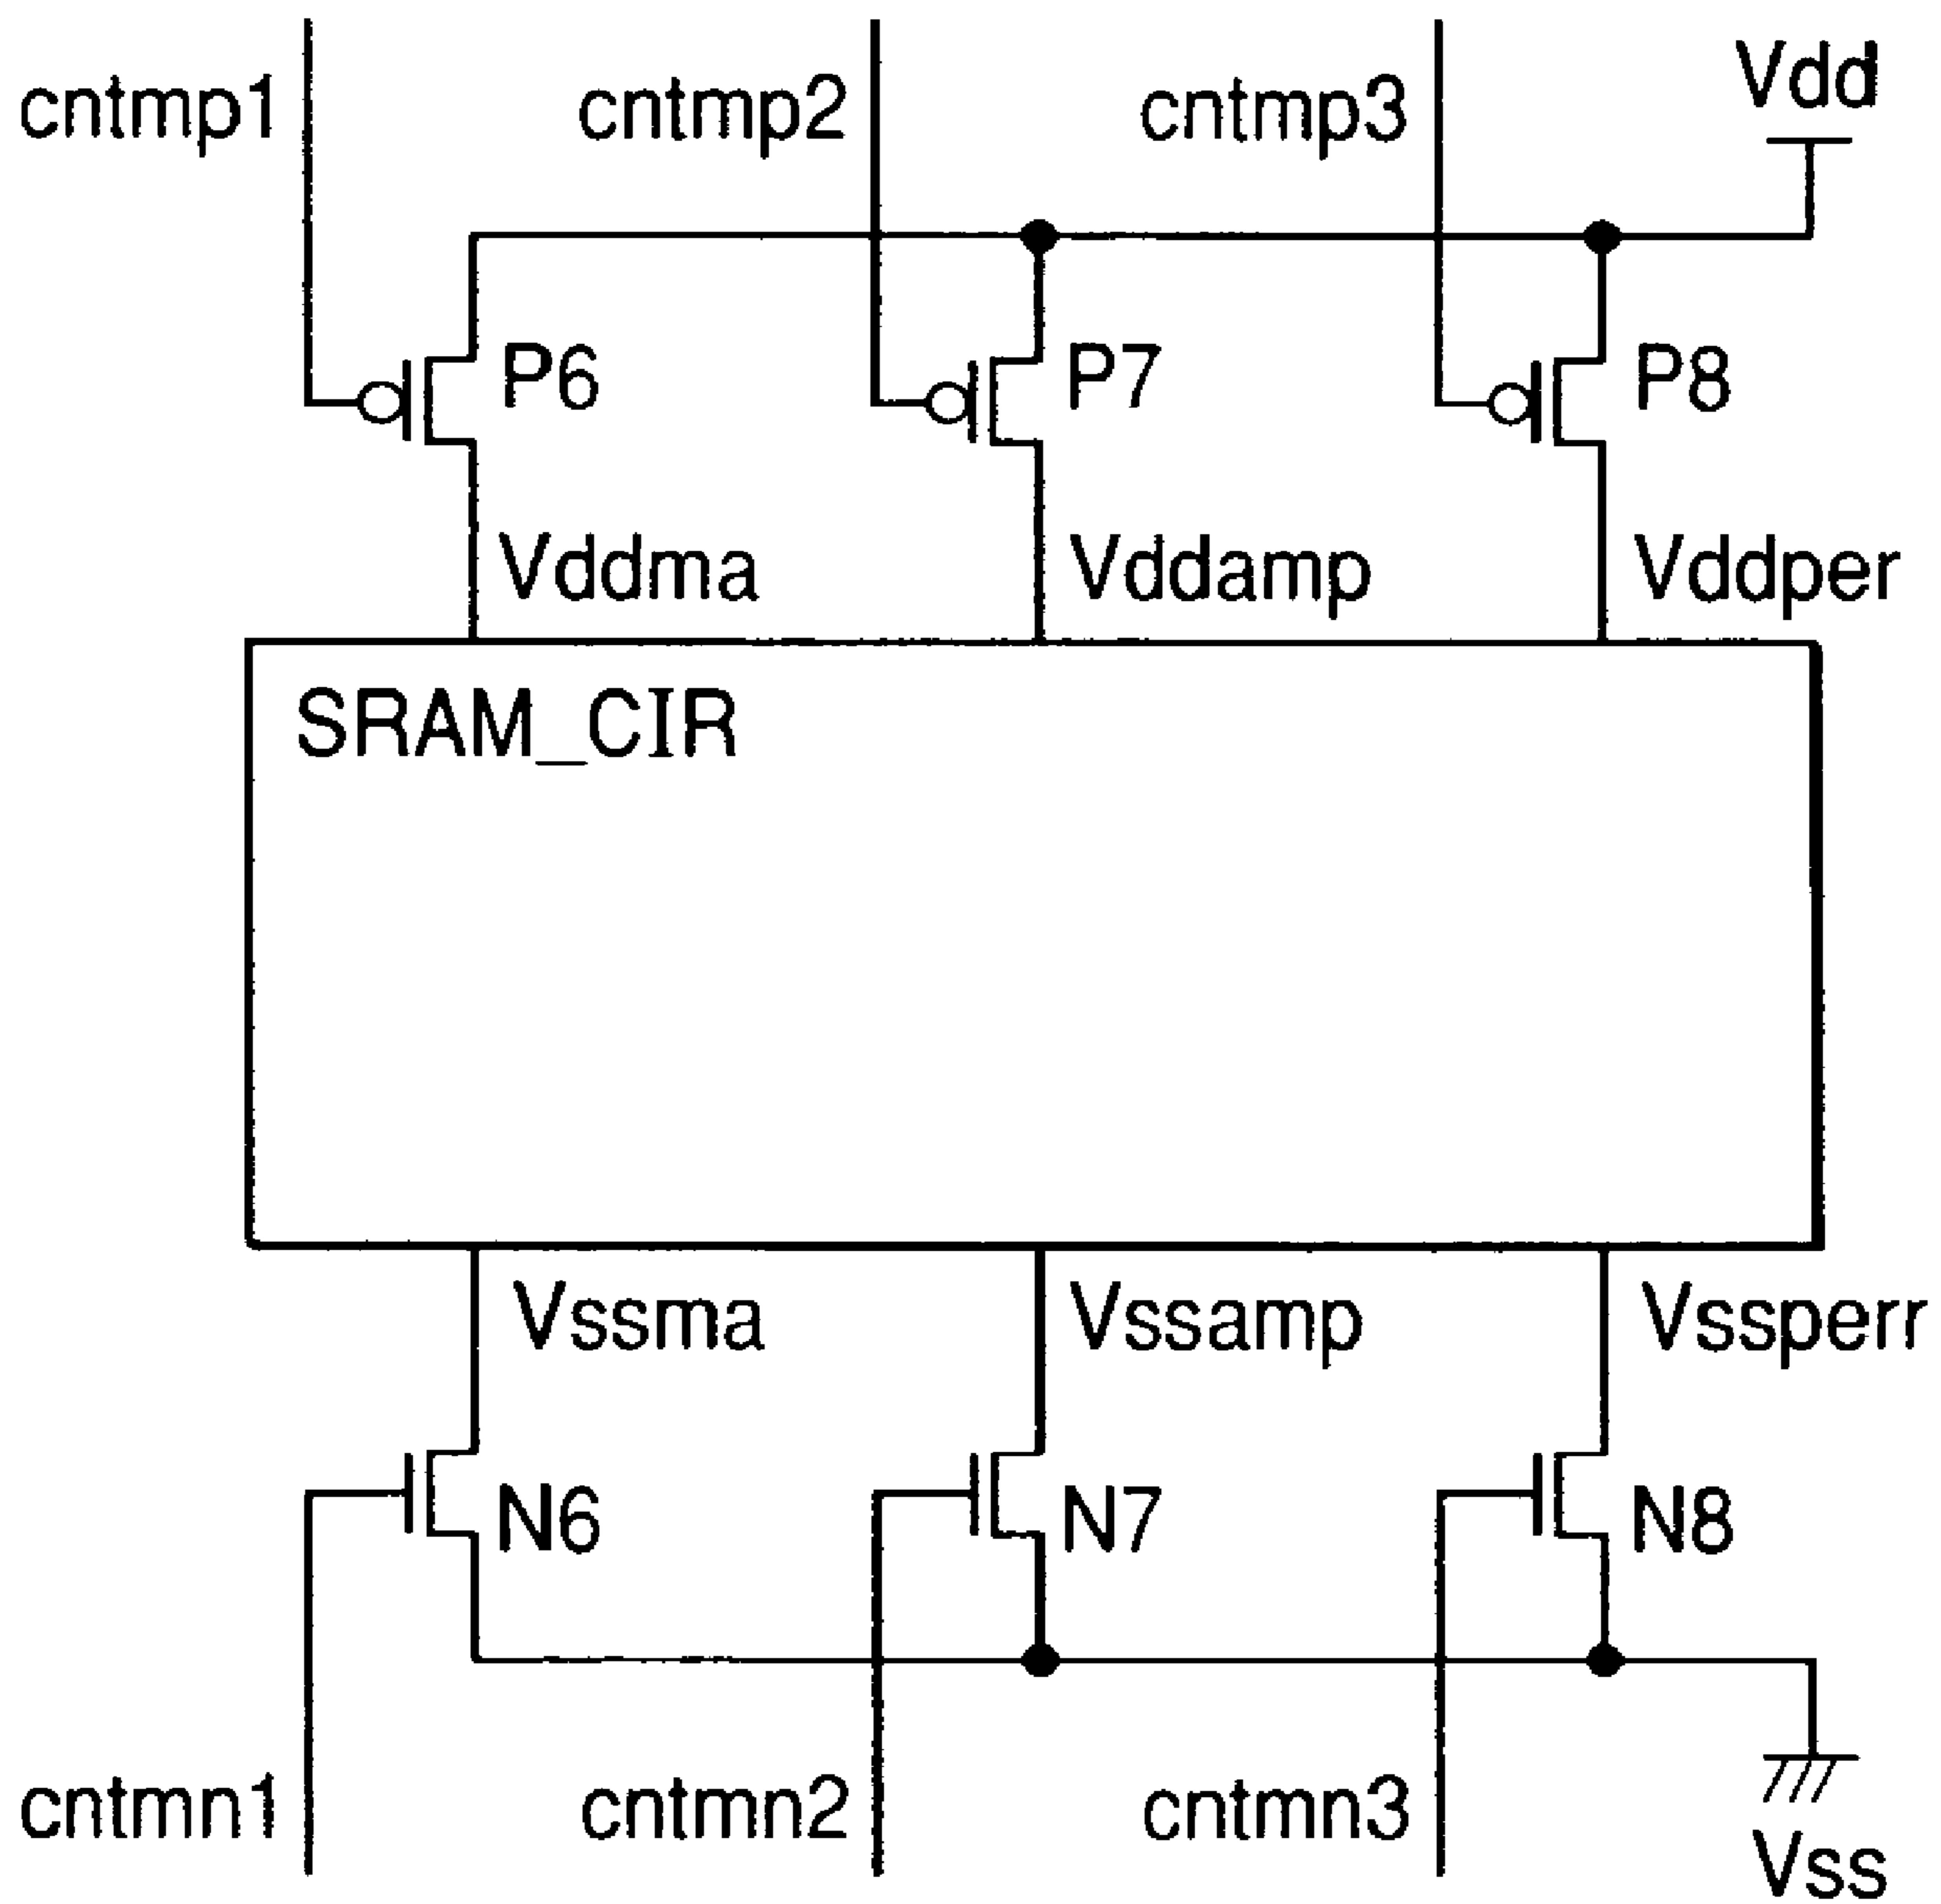 cntmp1 cntmp2 cntmp3 Vdd
P6 P7 P8
Vddma Vddamp Vddper
SRAM_CIR
Vssma Vssamp Vssperr
N6 N7 N8
cntmn1 cntmn2 cntmn3
Vss